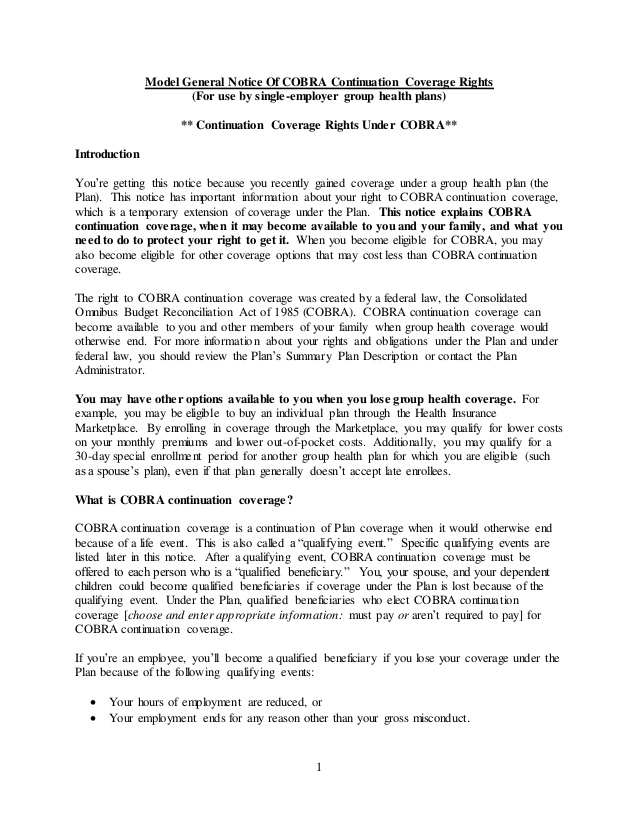 Model General Notice Of COBRA Continuation Coverage Rights
(For use by single-employer group health plans)
** Continuation Coverage Rights Under COBRA**
Introduction
You’re getting this notice because you recently gained coverage under a group health plan (the
Plan). This notice has important information about your right to COBRA continuation coverage,
which is a temporary extension of coverage under the Plan. This notice explains COBRA
continuation coverage, when it may become available to you and your family, and what you
need to do to protect your right to get it. When you become eligible for COBRA, you may
also become eligible for other coverage options that may cost less than COBRA continuation
coverage.
The right to COBRA continuation coverage was created by a federal law, the Consolidated
Omnibus Budget Reconciliation Act of 1985 (COBRA). COBRA continuation coverage can
become available to you and other members of your family when group health coverage would
otherwise end. For more information about your rights and obligations under the Plan and under
federal law, you should review the Plan’s Summary Plan Description or contact the Plan
Administrator.
You may have other options available to you when you lose group health coverage. For
example, you may be eligible to buy an individual plan through the Health Insurance
Marketplace. By enrolling in coverage through the Marketplace, you may qualify for lower costs
on your monthly premiums and lower out-of-pocket costs. Additionally, you may qualify for a
30-day special enrollment period for another group health plan for which you are eligible (such
as a spouse’s plan), even if that plan generally doesn’t accept late enrollees.
What is COBRA continuation coverage?
COBRA continuation coverage is a continuation of Plan coverage when it would otherwise end
because of a life event. This is also called a “qualifying event.” Specific qualifying events are
listed later in this notice. After a qualifying event, COBRA continuation coverage must be
offered to each person who is a “qualified beneficiary.” You, your spouse, and your dependent
children could become qualified beneficiaries if coverage under the Plan is lost because of the
qualifying event. Under the Plan, qualified beneficiaries who elect COBRA continuation
coverage [choose and enter appropriate information: must pay or aren’t required to pay] for
COBRA continuation coverage.
If you’re an employee, you’ll become a qualified beneficiary if you lose your coverage under the
Plan because of the following qualifying events:
• Your hours of employment are reduced, or
• Your employment ends for any reason other than your gross misconduct.
1